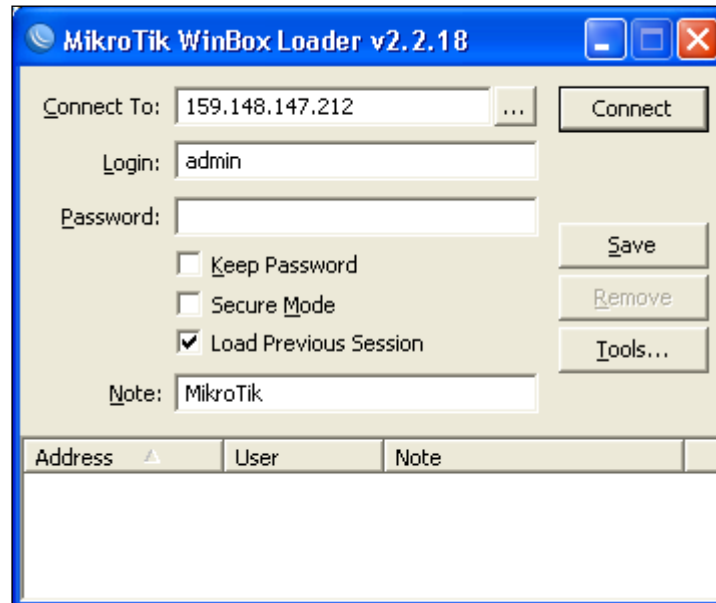 MikroTik WinBox Loader v2.2.18
Connect To: 159.148.147.212 ... Connect
Login: admin
Password:
Save
Keep Password
Remove
Secure Mode
Load Previous Session
Tools...
Note: MikroTik
Address User Note